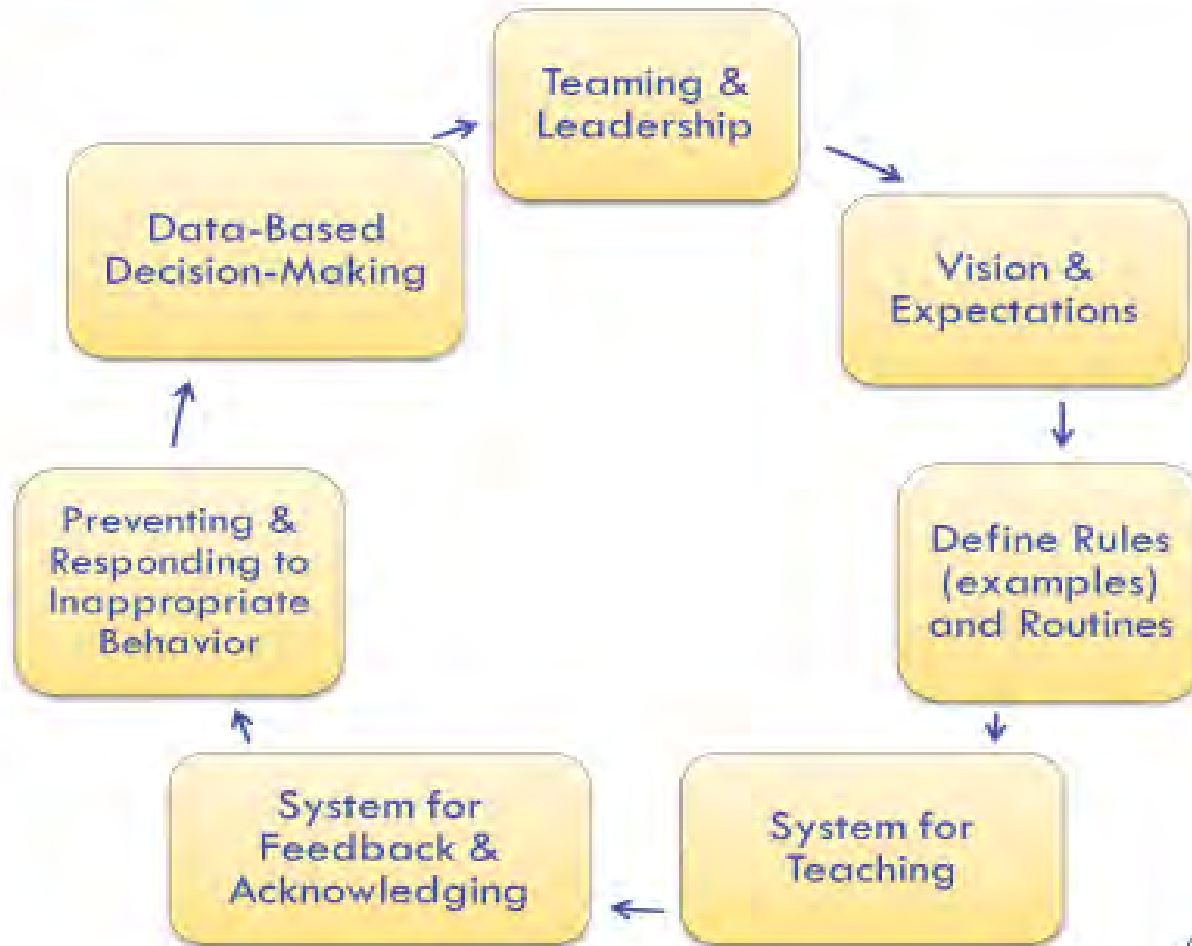 Teaming &
Leadership
Vision &
Expectations
Define Rules
(examples)
and Routines
System for
Teaching
System for
Feedback &
Acknowledging
Preventing &
Responding to
Inappropriate
Behavior
Data-Based
Decision-Making